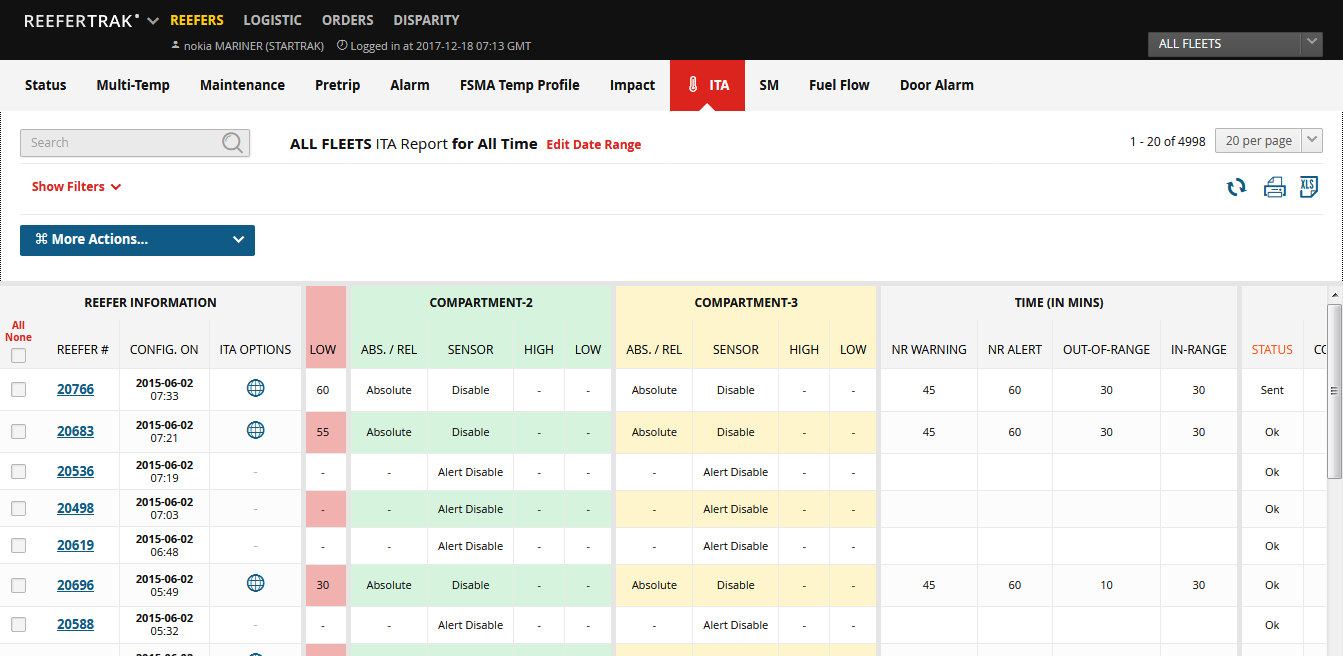 REEFERTRAK REEFERS LOGISTIC ORDERS DISPARITY
nokia MARINER (STARTRAK) Logged in at 2017-12-18 07:13 GMT
ALL FLEETS
Status Multi-Temp Maintenance Pretrip Alarm FSMA Temp Profile Impact ITA SM Fuel Flow Door Alarm
Search ALL FLEETS ITA Report for All Time Edit Date Range 1 - 20 of 4998 20 per page
Show Filters XLS
⌘ More Actions...
REEFER INFORMATION COMPARTMENT-2 COMPARTMENT-3 TIME (IN MINS)
All
None
REEFER # CONFIG. ON ITA OPTIONS LOW ABS. / REL SENSOR HIGH LOW ABS. / REL SENSOR HIGH LOW NR WARNING NR ALERT OUT-OF-RANGE IN-RANGE STATUS
20766 2015-06-02 07:33 60 Absolute Disable - - Absolute Disable - - 45 60 30 30 Sent
20683 2015-06-02 07:21 55 Absolute Disable - - Absolute Disable - - 45 60 30 30 Ok
20536 2015-06-02 07:19 - - - Alert Disable - - - Alert Disable - - Ok
20498 2015-06-02 07:03 - - - Alert Disable - - - Alert Disable - - Ok
20619 2015-06-02 06:48 - - - Alert Disable - - - Alert Disable - - Ok
20696 2015-06-02 05:49 30 Absolute Disable - - Absolute Disable - - 45 60 10 30 Ok
20588 2015-06-02 05:32 - - - Alert Disable - - - Alert Disable - - Ok